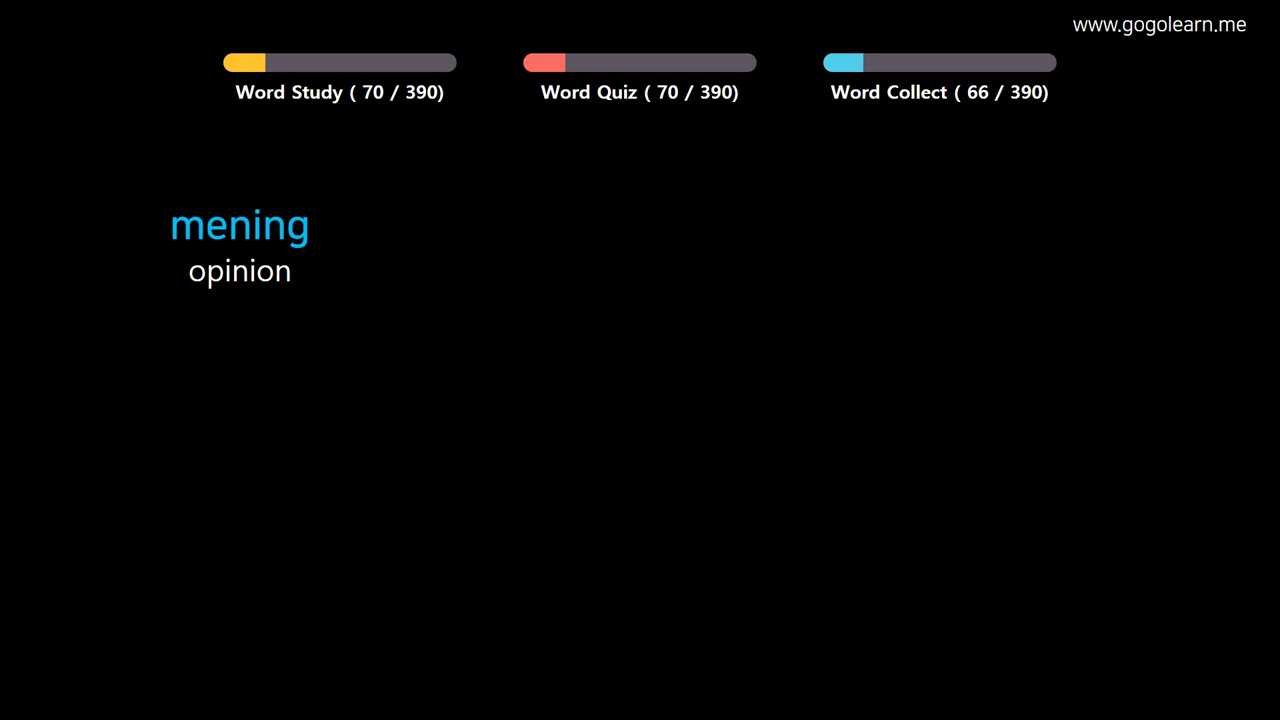 www.gogolearn.me
Word Study ( 70 / 390)
Word Quiz ( 70 / 390)
Word Collect ( 66 / 390)
mening
opinion